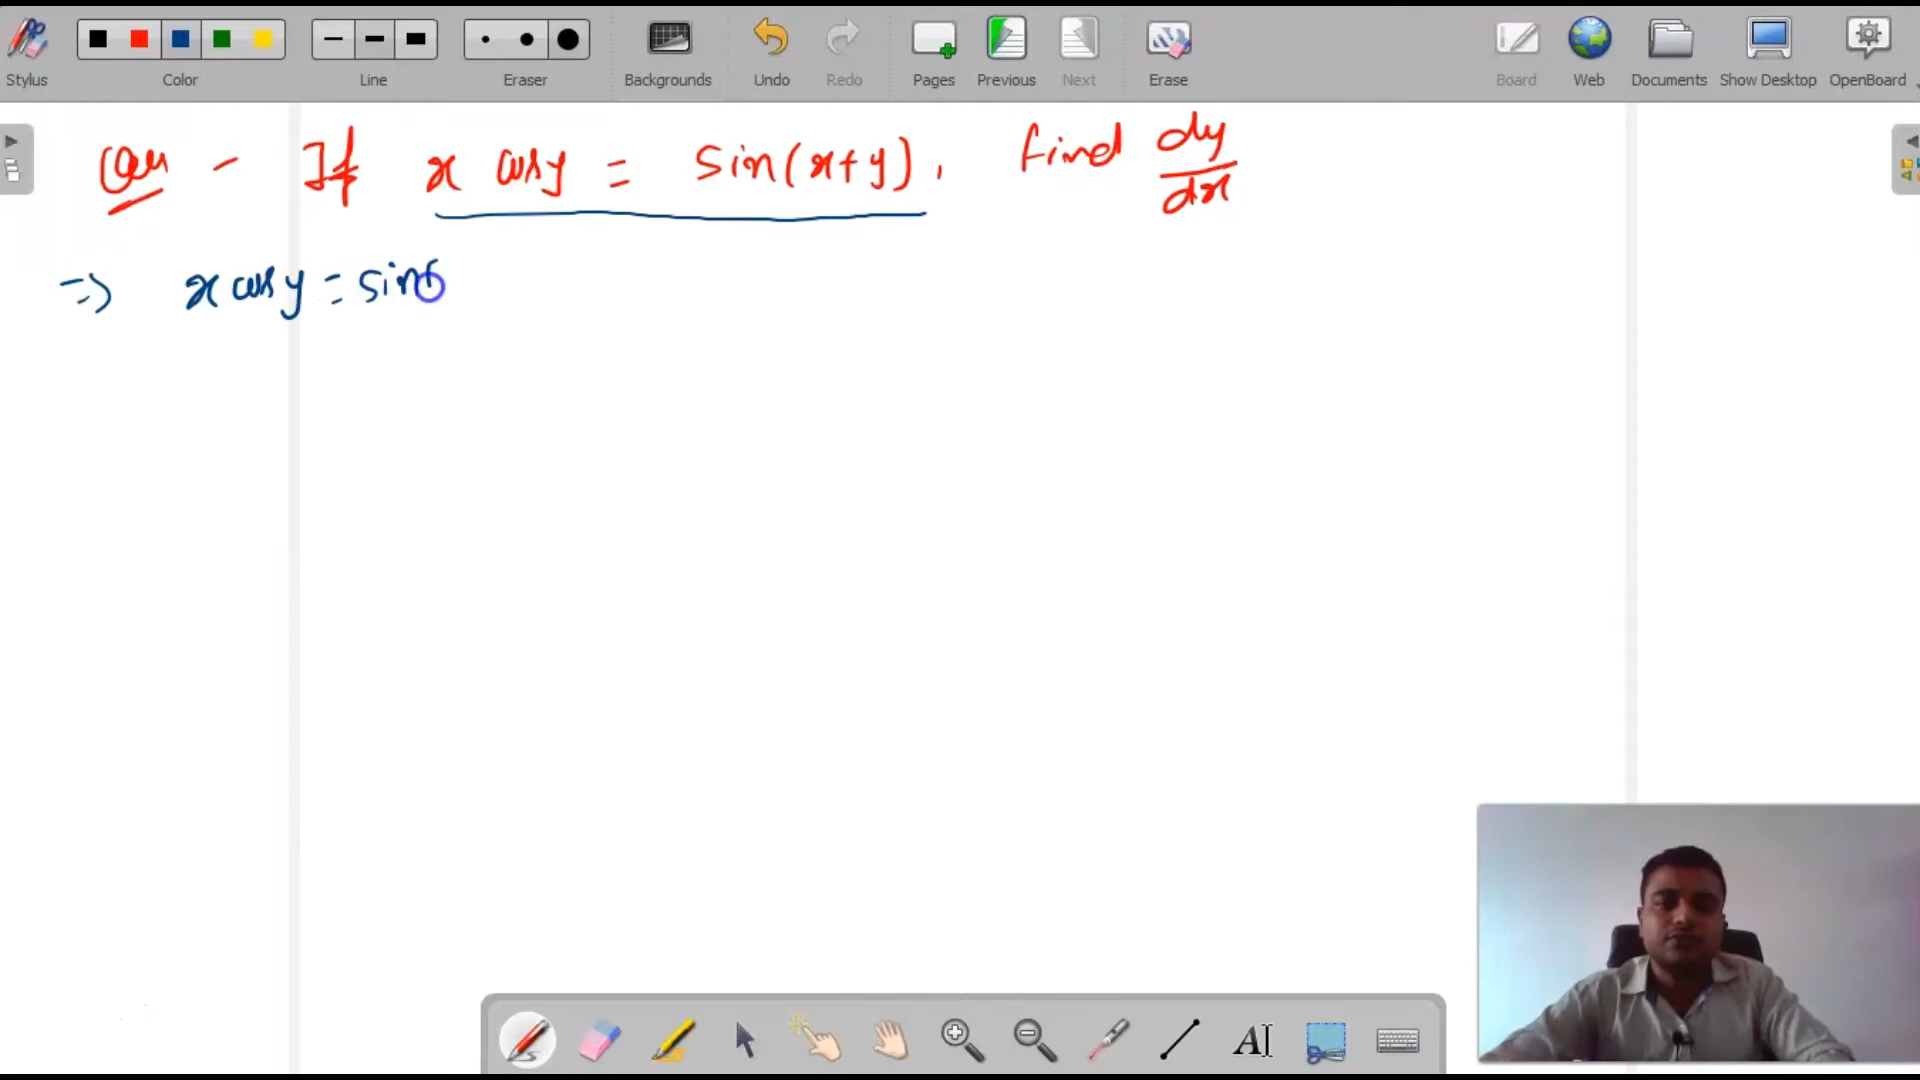 Stylus Color Line Eraser Backgrounds Undo Redo Pages Previous Next Erase Board Web Documents Show Desktop OpenBoard
Que - If x cosy = sin(x+y), find dy/dx
=> x cosy = sin(
A